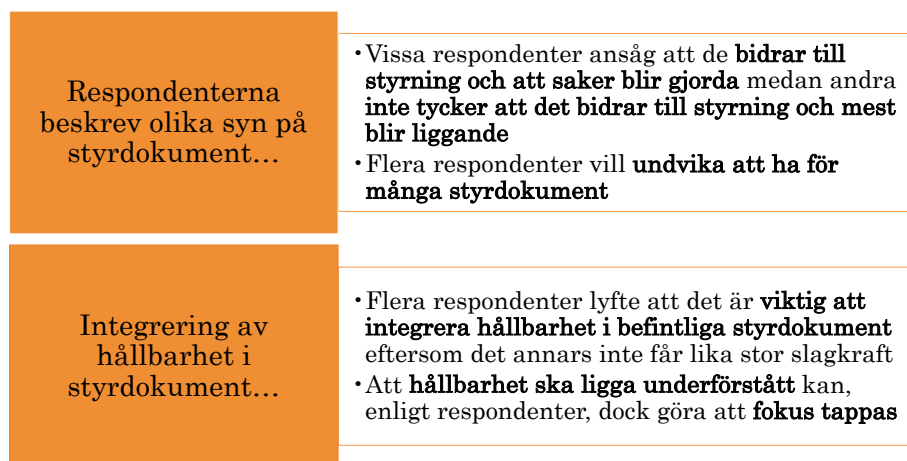 Respondenterna
beskrev olika syn på
styrdokument…
•Vissa respondenter ansåg att de bidrar till
styrning och att saker blir gjorda medan andra
inte tycker att det bidrar till styrning och mest
blir liggande
•Flera respondenter vill undvika att ha för
många styrdokument
Integrering av
hållbarhet i
styrdokument…
•Flera respondenter lyfte att det är viktig att
integrera hållbarhet i befintliga styrdokument
eftersom det annars inte får lika stor slagkraft
•Att hållbarhet ska ligga underförstått kan,
enligt respondenter, dock göra att fokus tappas